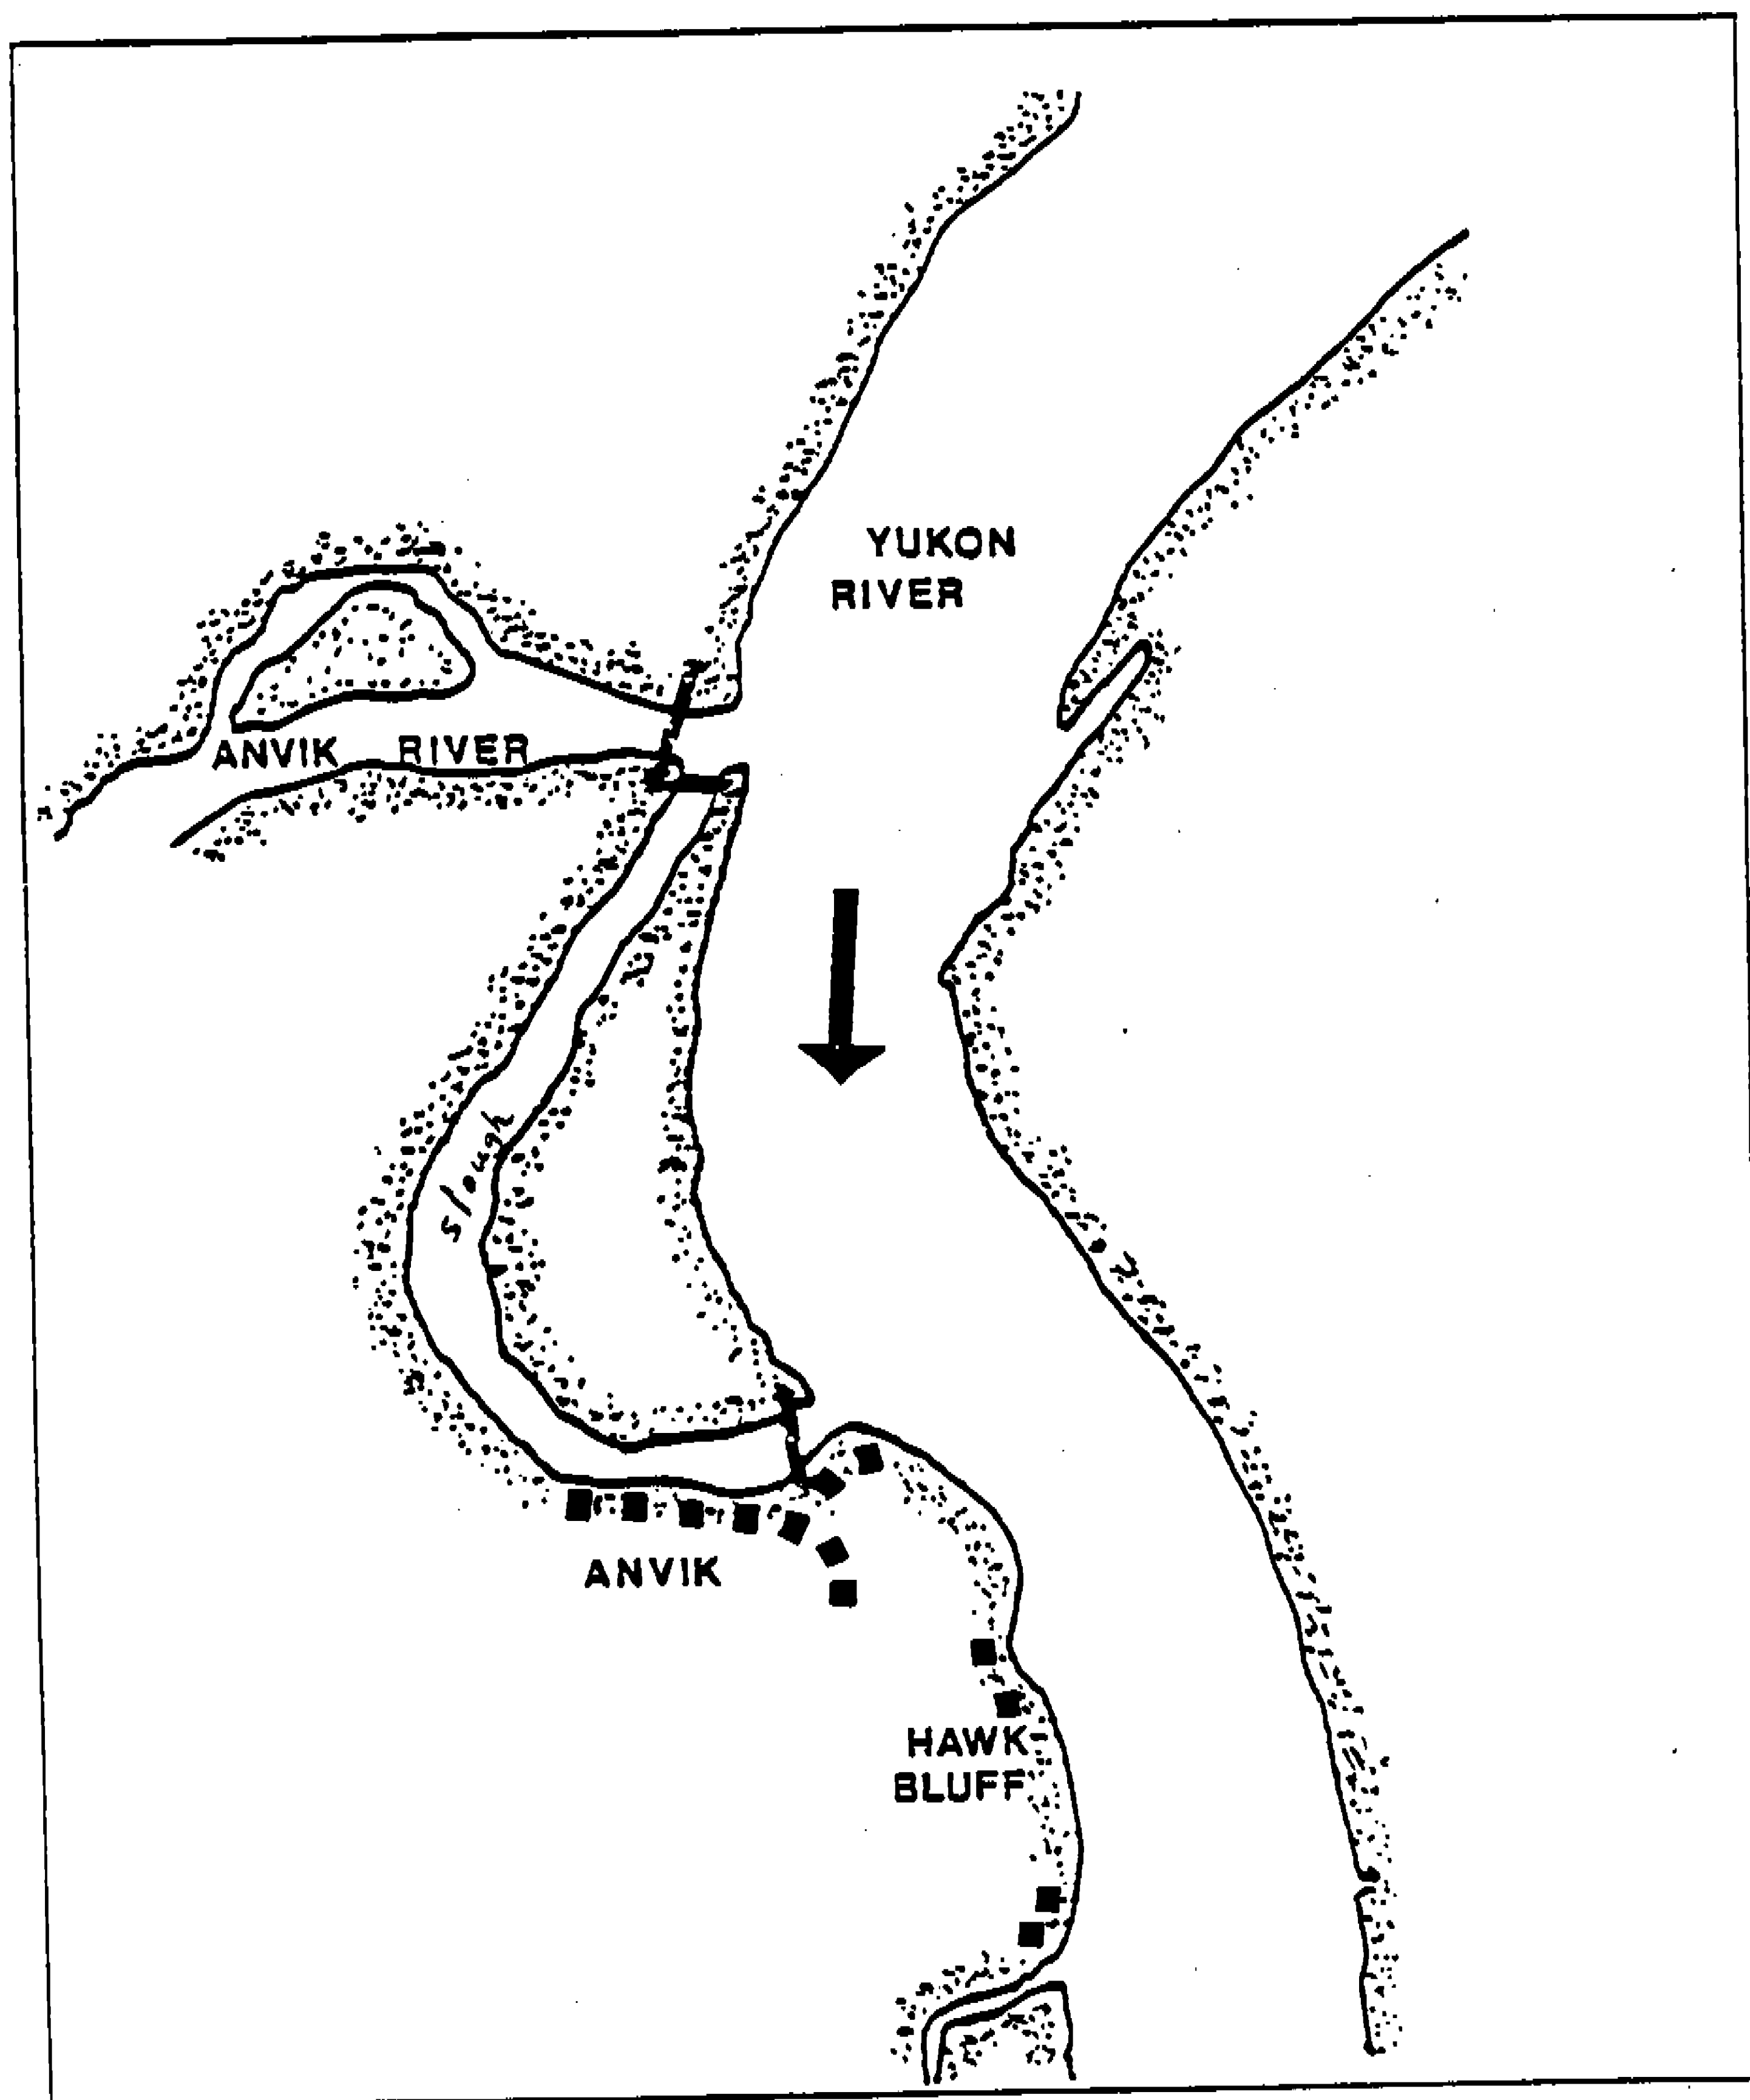 YUKON
RIVER
ANVIK RIVER
slough
ANVIK
HAWK
BLUFF